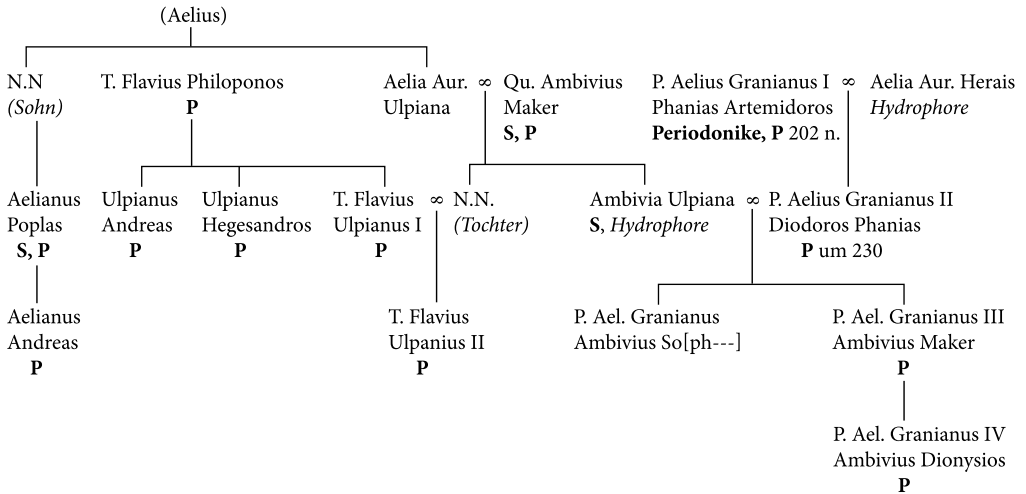 (Aelius)
N.N
(Sohn)
T. Flavius Philoponos
P
Aelia Aur. ∞ Qu. Ambivius
Ulpiana
Maker
S, P
P. Aelius Granianus I ∞ Aelia Aur. Herais
Phanias Artemidoros
Hydrophore
Periodonike, P 202 n.
Aelianus
Poplas
S, P
Ulpianus
Andreas
P
Ulpianus
Hegesandros
P
T. Flavius ∞ N.N.
Ulpianus I
(Tochter)
P
Ambivia Ulpiana ∞ P. Aelius Granianus II
S, Hydrophore
Diodoros Phanias
P um 230
Aelianus
Andreas
P
T. Flavius
Ulpanius II
P
P. Ael. Granianus
Ambivius So[ph---]
P. Ael. Granianus III
Ambivius Maker
P
P. Ael. Granianus IV
Ambivius Dionysios
P